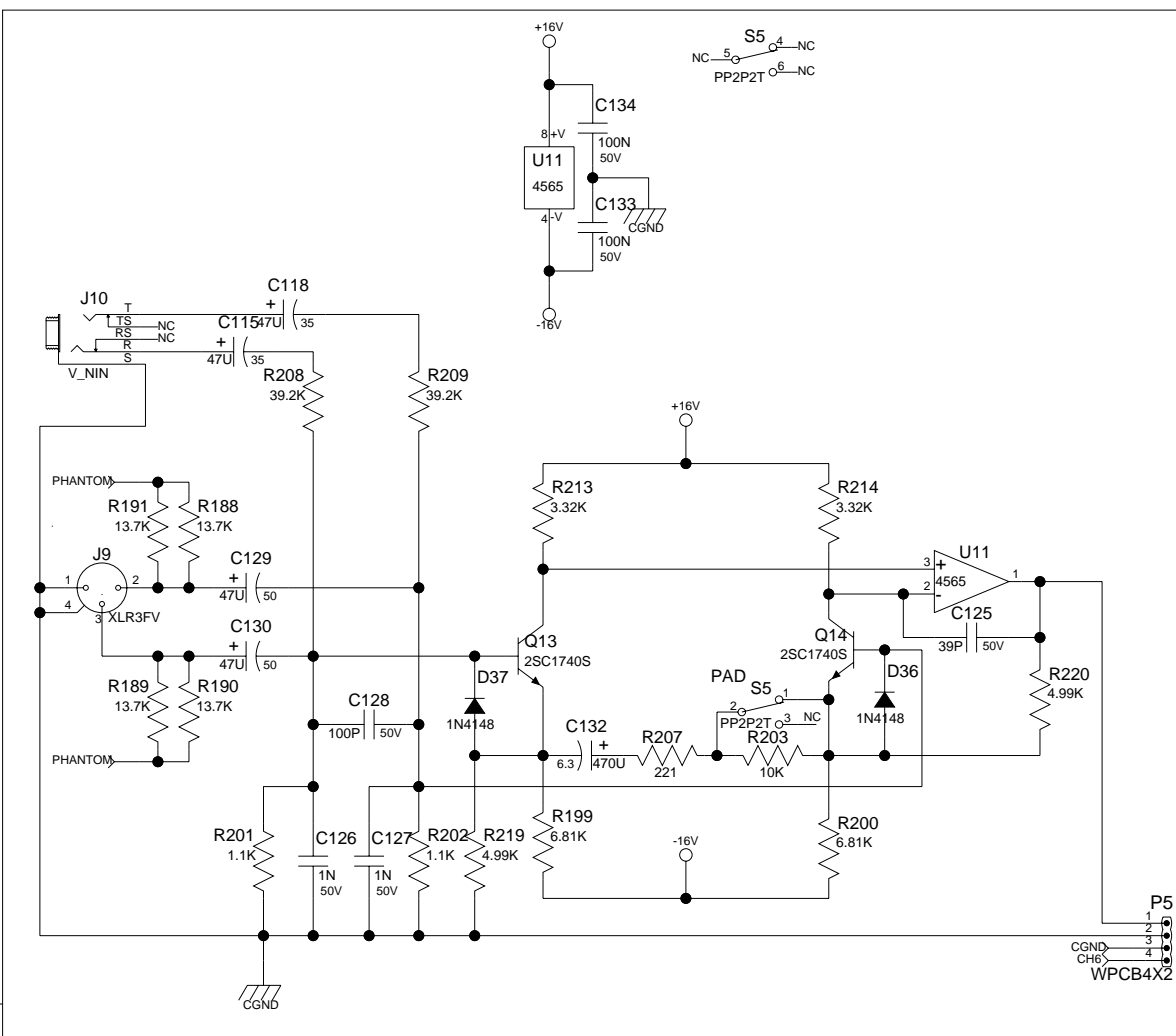 +16V
S5
4
NC
NC
5
6
NC
PP2P2T
C134
8
+V
100N
50V
U11
4565
C133
4
-V
CGND
100N
50V
-16V
C118
J10
T
+
47U
35
TS
NC
RS
NC
C115
R
+
47U
35
S
V_NIN
R208
39.2K
R209
39.2K
+16V
PHANTOM
R191
13.7K
R188
13.7K
R213
3.32K
R214
3.32K
J9
C129
1
2
+
47U
50
4
3
XLR3FV
U11
3
+
4565
1
2
-
C125
39P
50V
C130
+
47U
50
Q13
2SC1740S
Q14
2SC1740S
R189
13.7K
R190
13.7K
D37
1N4148
PAD
S5
1
2
PP2P2T
3
NC
D36
1N4148
R220
4.99K
C128
100P
50V
PHANTOM
C132
+
6.3
470U
R207
221
R203
10K
R201
1.1K
C126
1N
50V
C127
1N
50V
R202
1.1K
R219
4.99K
R199
6.81K
-16V
R200
6.81K
P5
1
2
3
4
CGND
CH6
WPCB4X2
CGND